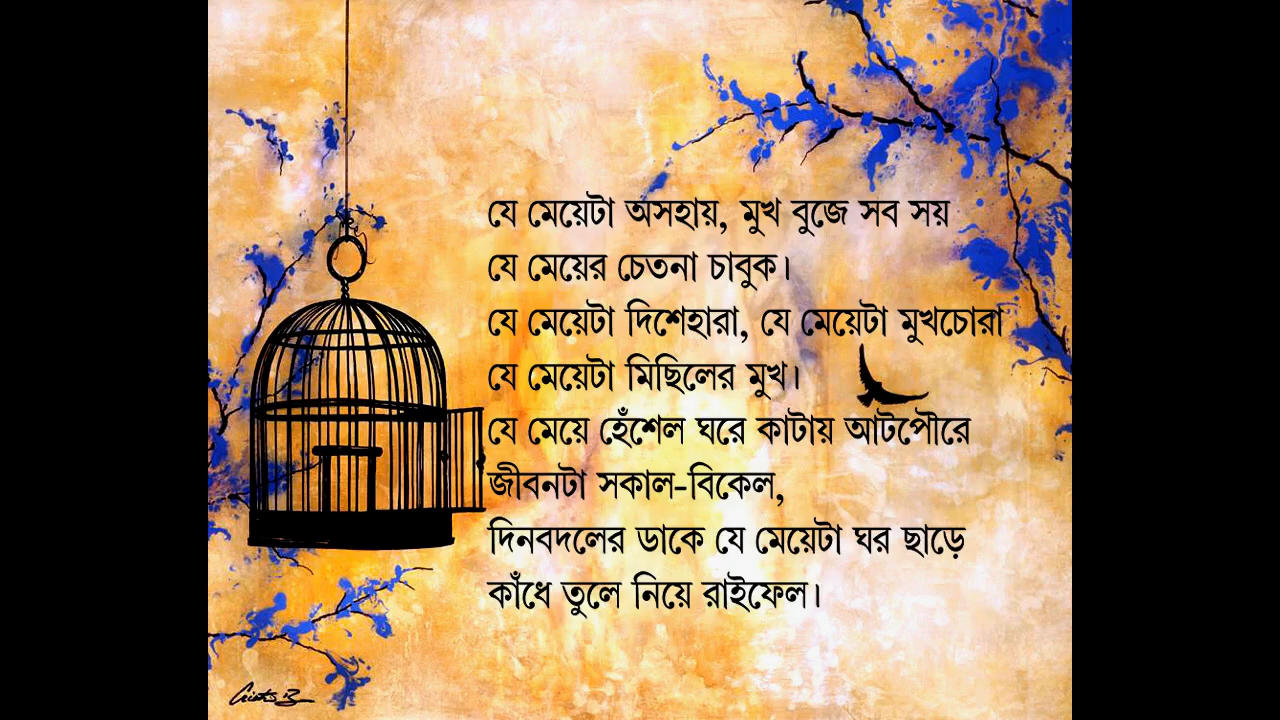 যে মেয়েটা অসহায়, মুখ বুজে সব সয়
যে মেয়ের চেতনা চাবুক।
যে মেয়েটা দিশেহারা, যে মেয়েটা মুখচোরা
যে মেয়েটা মিছিলের মুখ।
যে মেয়ে হেঁশেল ঘরে কাটায় আটপৌরে
জীবনটা সকাল-বিকেল,
দিনবদলের ডাকে যে মেয়েটা ঘর ছাড়ে
কাঁধে তুলে নিয়ে রাইফেল।